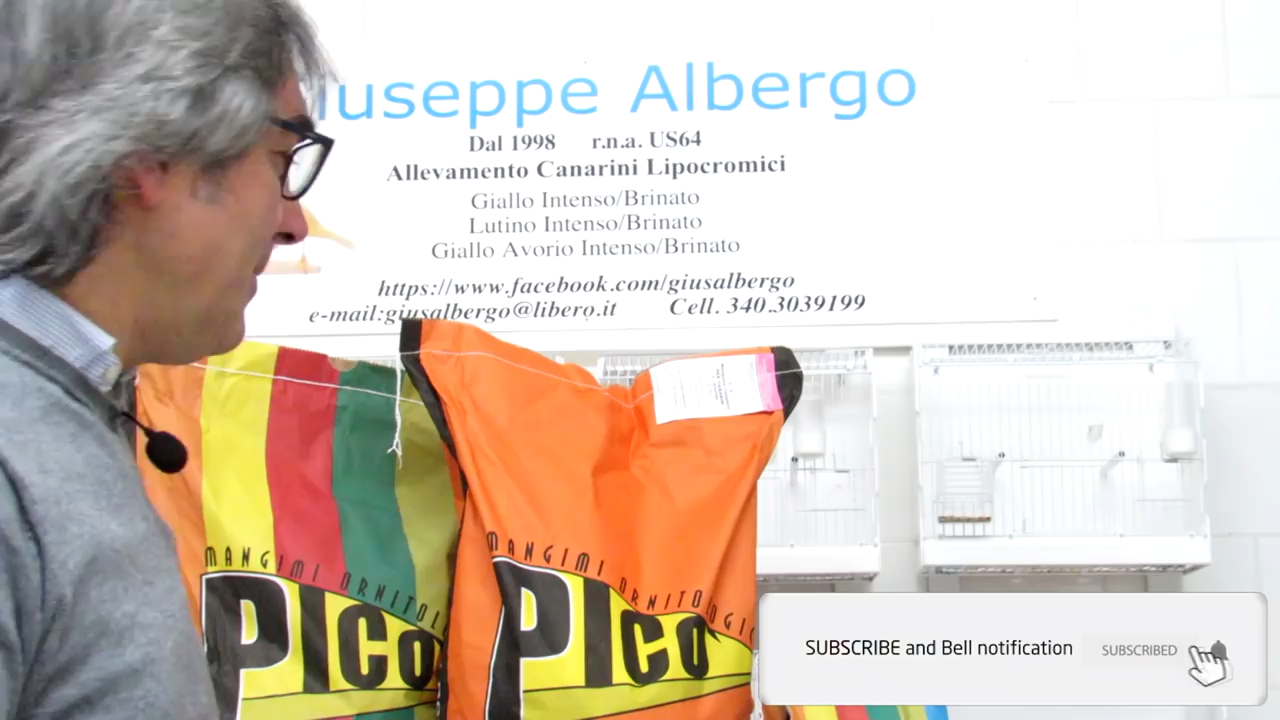 iuseppe Albergo
Dal 1998 r.n.a. US64
Allevamento Canarini Lipocromici
Giallo Intenso/Brinato
Lutino Intenso/Brinato
Giallo Avorio Intenso/Brinato
https://www.facebook.com/giusalbergo
e-mail:giusalbergo@libero.it Cell. 340.3039199
MANGIMI ORNITOL
PICO
MANGIMI ORNITOLOGIC
PICO
SUBSCRIBE and Bell notification
SUBSCRIBED